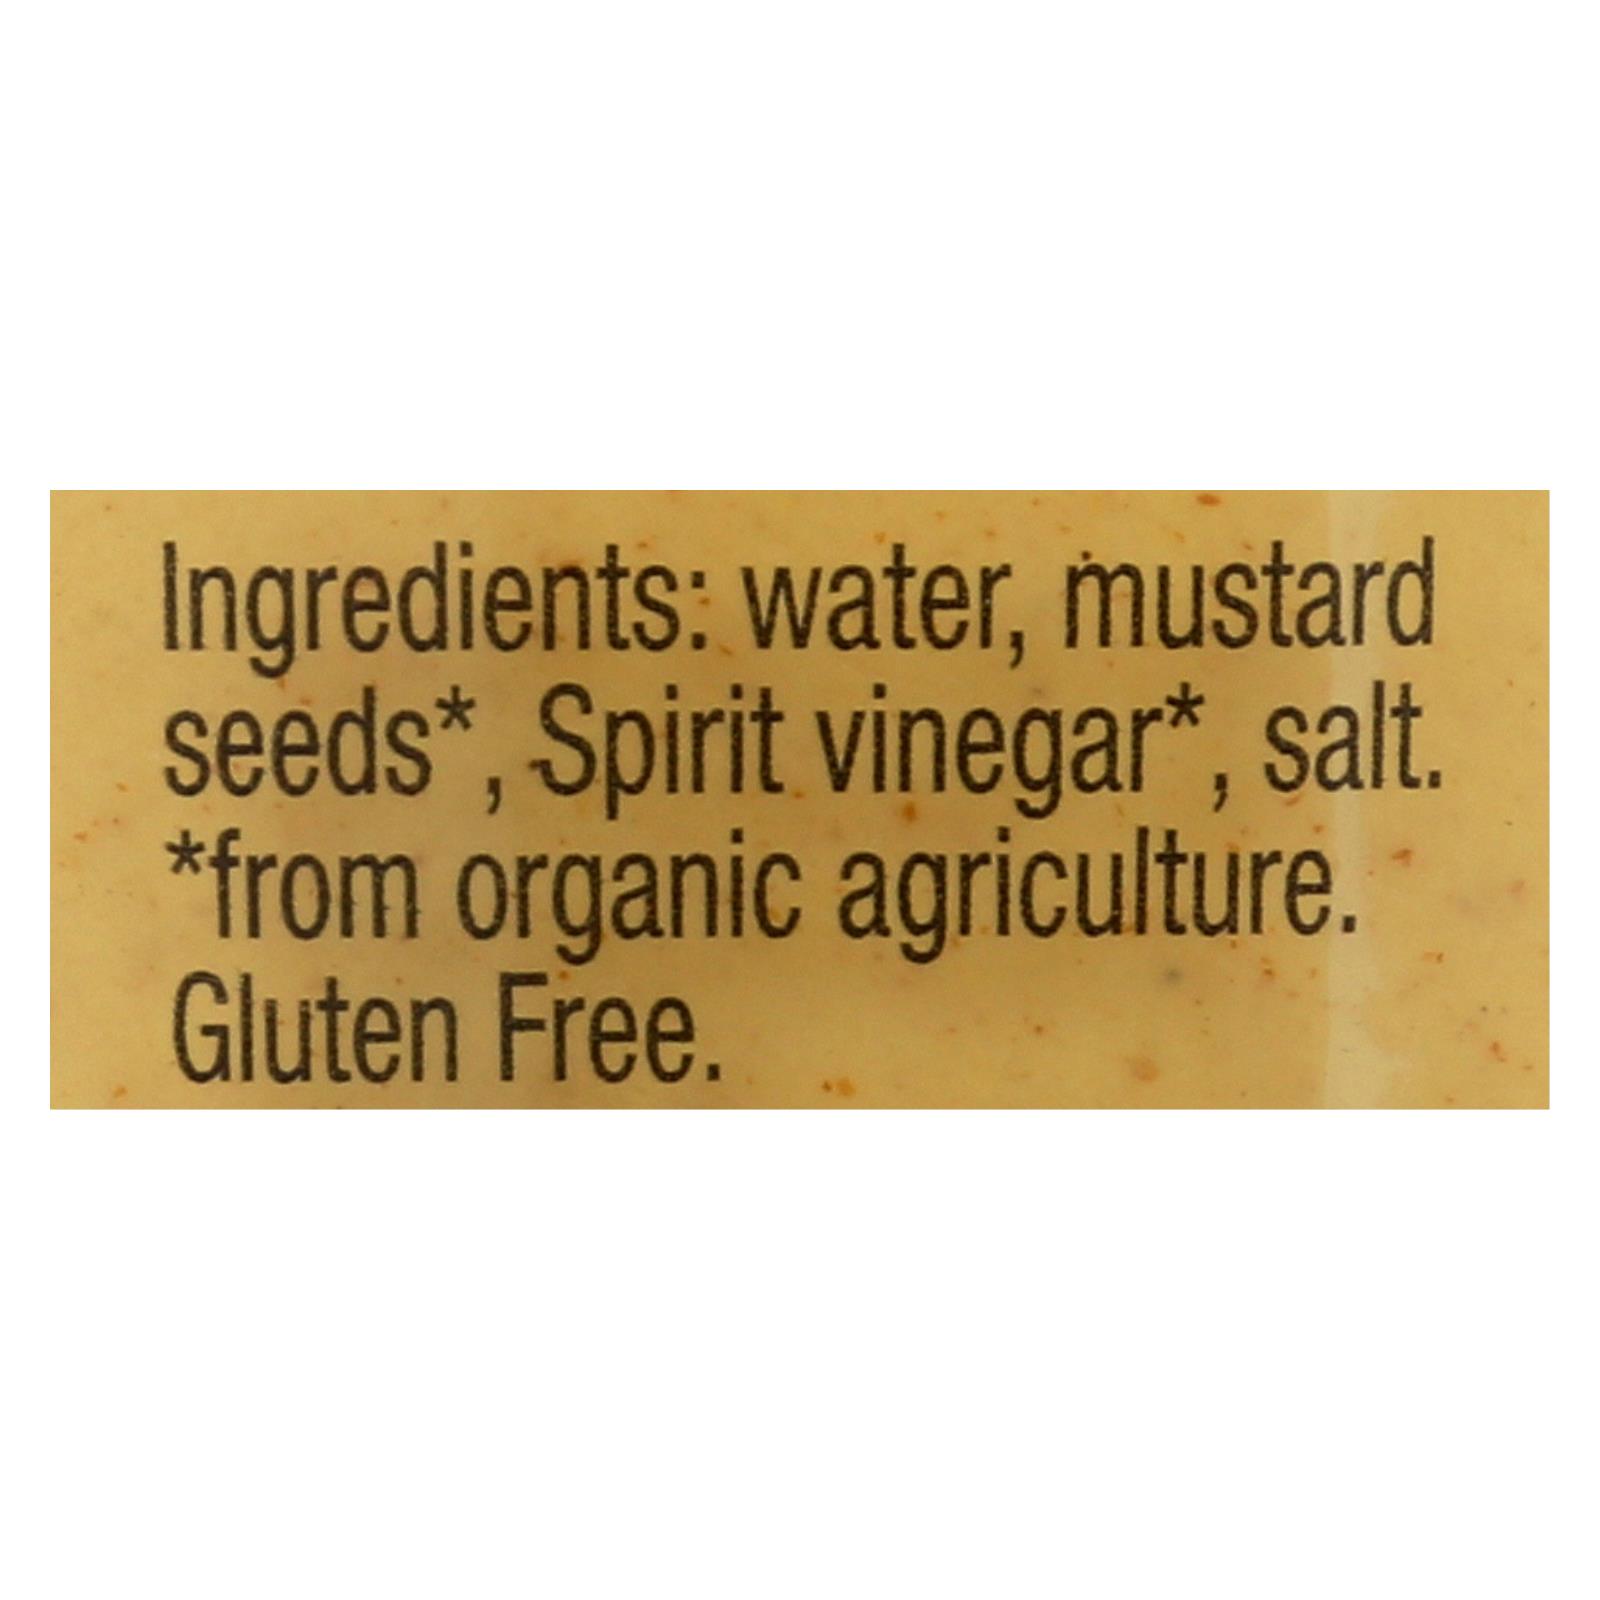 Ingredients: water, mustard
seeds* , Spirit vinegar* , salt.
*from organic agriculture.
Gluten Free.